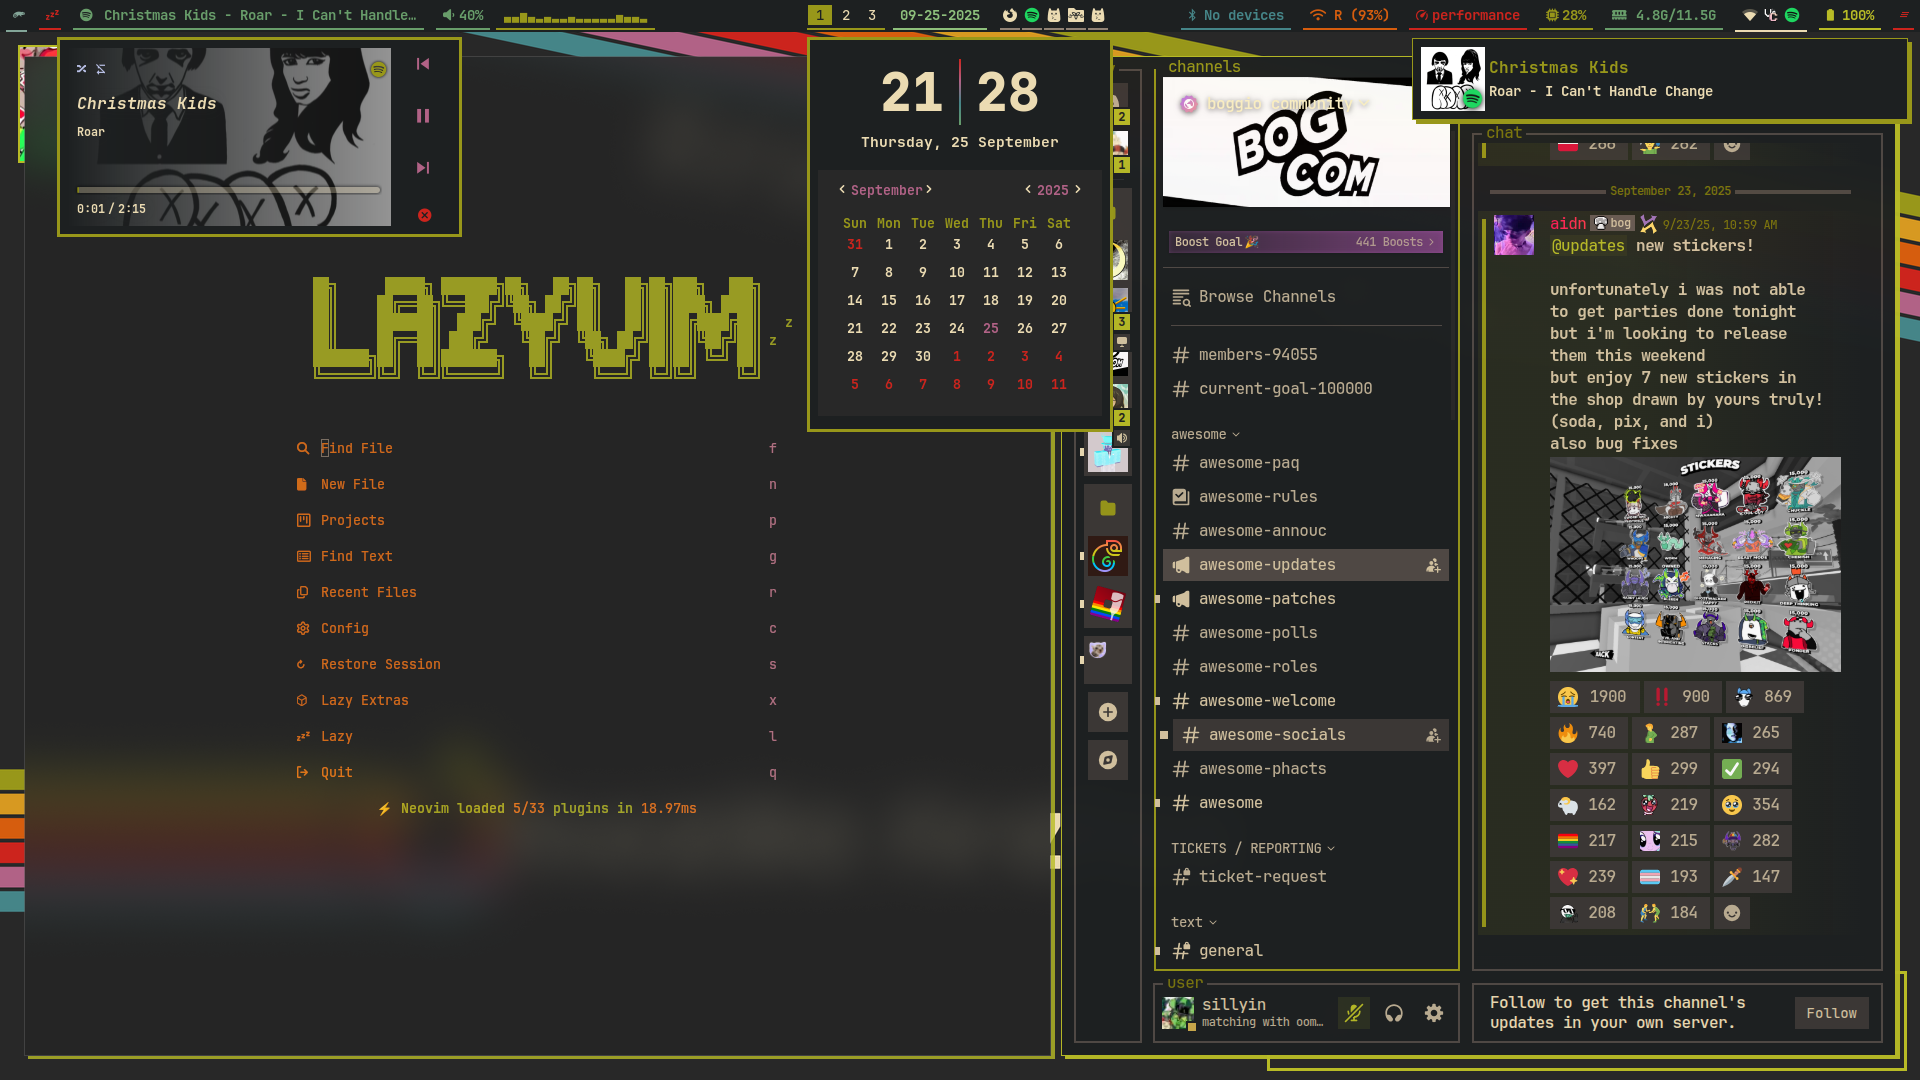 Christmas Kids - Roar - I Can't Handle…
40%
1 2 3
09-25-2025
No devices
R (93%)
performance
28%
4.8G/11.5G
100%
Christmas Kids
Roar
0:01 / 2:15
21 28
Thursday, 25 September
‹ September › ‹ 2025 ›
Sun Mon Tue Wed Thu Fri Sat
31 1 2 3 4 5 6
7 8 9 10 11 12 13
14 15 16 17 18 19 20
21 22 23 24 25 26 27
28 29 30 1 2 3 4
5 6 7 8 9 10 11
LAZYVIM z
z
Find File f
New File n
Projects p
Find Text g
Recent Files r
Config c
Restore Session s
Lazy Extras x
Lazy l
Quit q
⚡ Neovim loaded 5/33 plugins in 18.97ms
2
1
3
2
channels
boggio community
BOG
COM
Boost Goal🎉 441 Boosts ›
Browse Channels
# members-94055
# current-goal-100000
awesome
# awesome-paq
awesome-rules
# awesome-annouc
awesome-updates
awesome-patches
# awesome-polls
# awesome-roles
# awesome-welcome
# awesome-socials
# awesome-phacts
# awesome
TICKETS / REPORTING
# ticket-request
text
# general
user
sillyin
matching with oom…
Christmas Kids
Roar - I Can't Handle Change
chat
266 262
September 23, 2025
aidn bog 9/23/25, 10:59 AM
@updates new stickers!
unfortunately i was not able
to get parties done tonight
but i'm looking to release
them this weekend
but enjoy 7 new stickers in
the shop drawn by yours truly!
(soda, pix, and i)
also bug fixes
STICKERS
BACK
1900 900 869
740 287 265
397 299 294
162 219 354
217 215 282
239 193 147
208 184
Follow to get this channel's
updates in your own server.
Follow